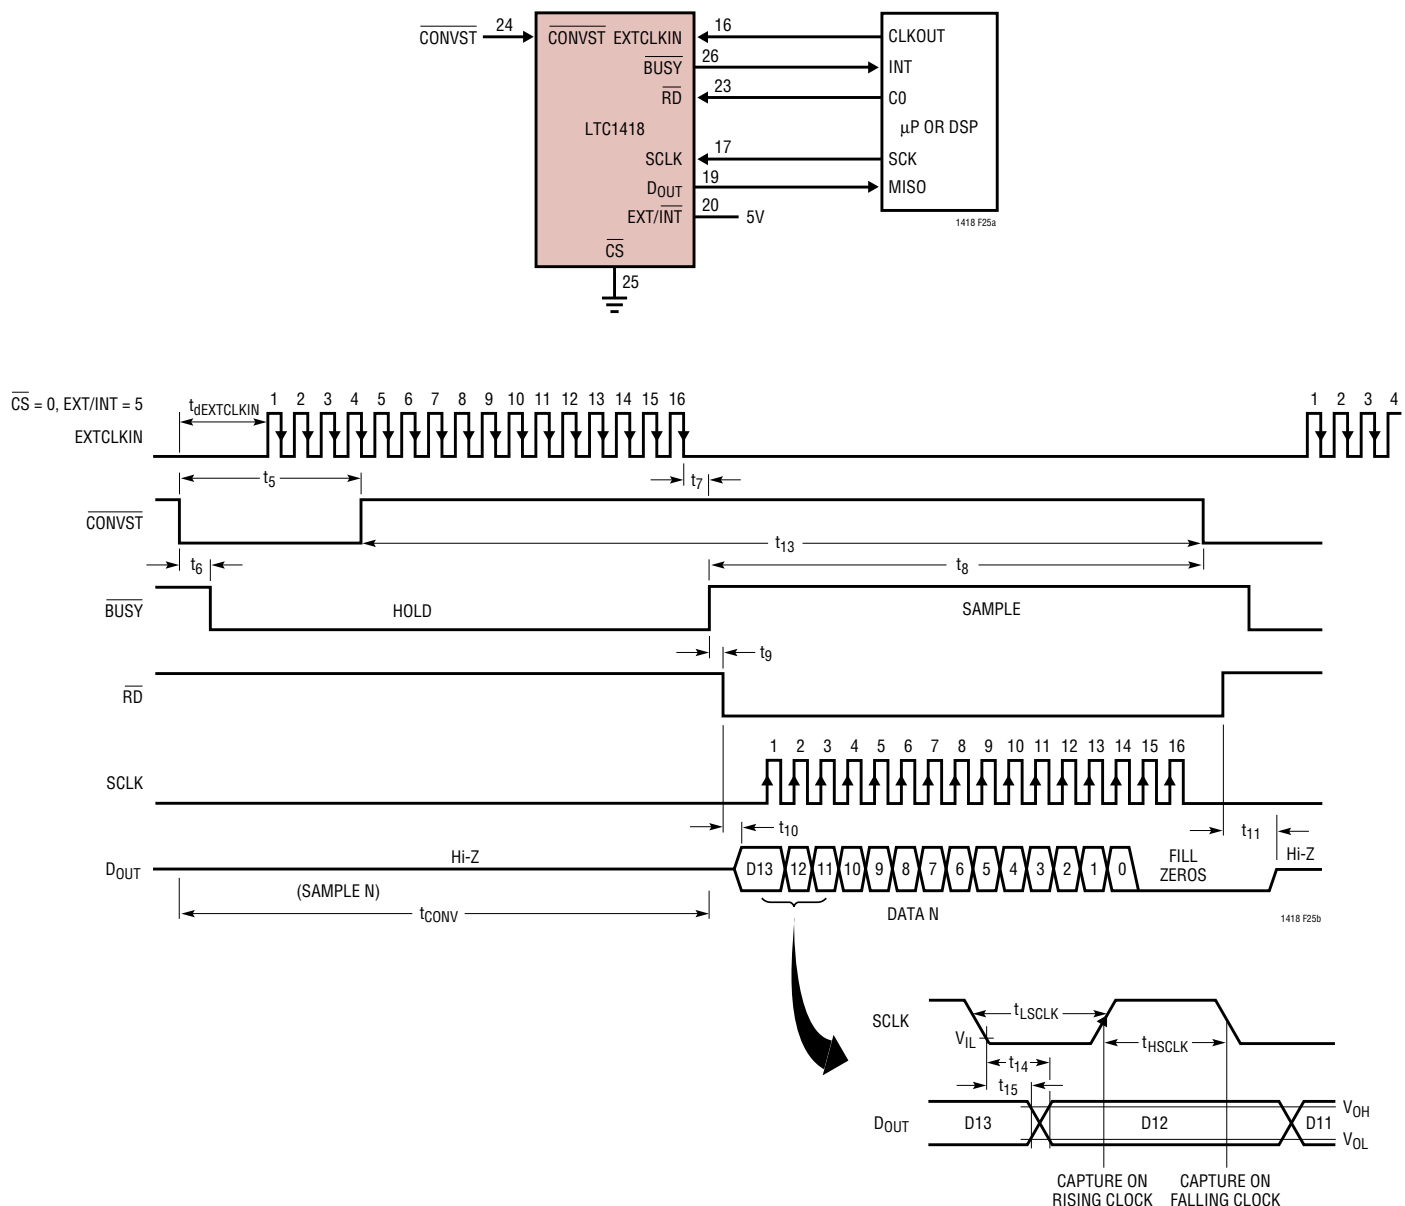 CONVST 24 CONVST EXTCLKIN 16 CLKOUT
BUSY 26 INT
RD 23 C0
LTC1418 µP OR DSP
SCLK 17 SCK
DOUT 19 MISO
EXT/INT 20 5V
CS 1418 F25a
25
CS = 0, EXT/INT = 5 tdEXTCLKIN 1 2 3 4 5 6 7 8 9 10 11 12 13 14 15 16 1 2 3 4
EXTCLKIN
t5 t7
CONVST
t13
t6 t8
BUSY HOLD SAMPLE
t9
RD
1 2 3 4 5 6 7 8 9 10 11 12 13 14 15 16
SCLK
t10 t11
DOUT Hi-Z D13 12 11 10 9 8 7 6 5 4 3 2 1 0 FILL ZEROS Hi-Z
(SAMPLE N)
tCONV DATA N 1418 F25b
SCLK tLSCLK
VIL tHSCLK
t14
t15
DOUT D13 D12 D11 VOH
VOL
CAPTURE ON CAPTURE ON
RISING CLOCK FALLING CLOCK